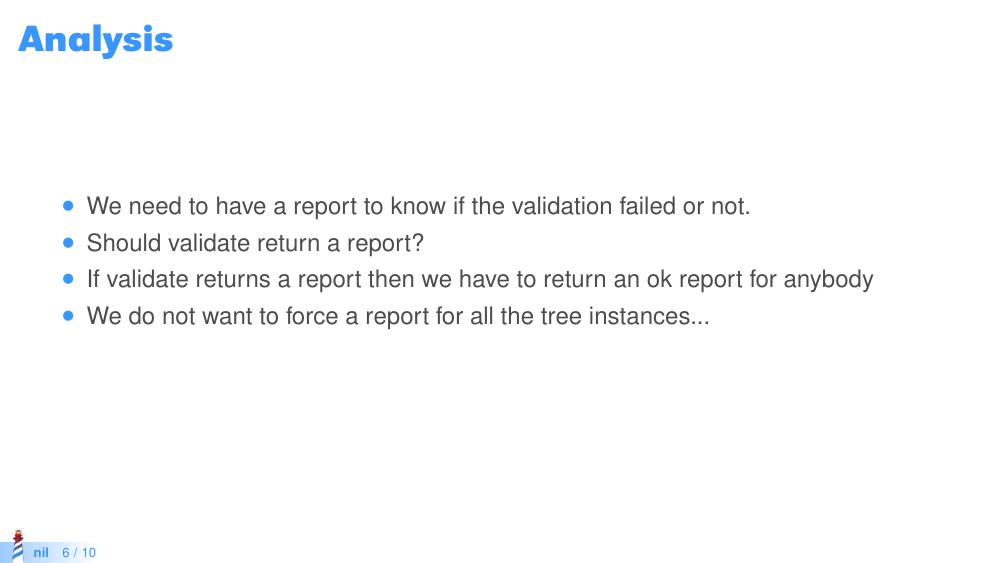 Analysis
We need to have a report to know if the validation failed or not.
Should validate return a report?
If validate returns a report then we have to return an ok report for anybody
We do not want to force a report for all the tree instances...
nil 6 / 10